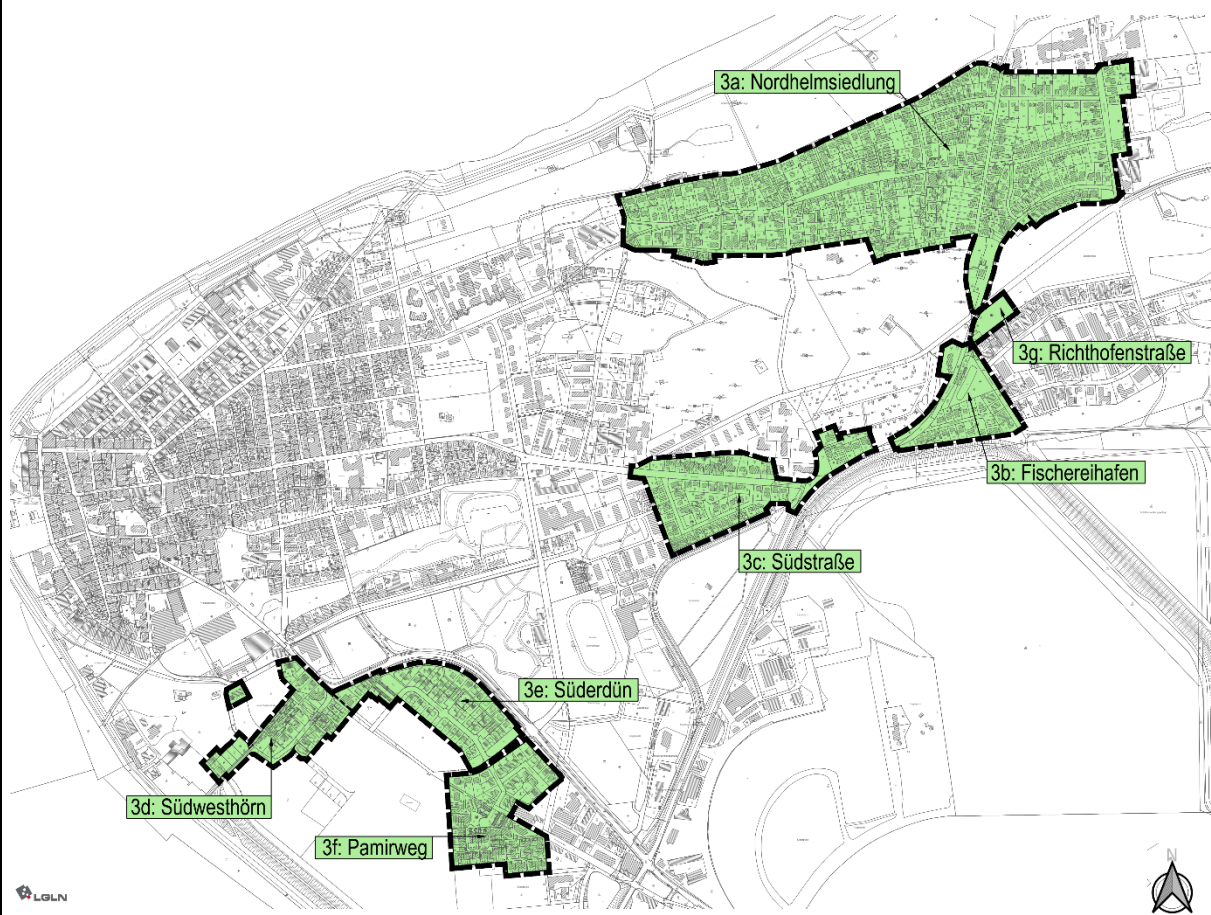 3a: Nordhelmsiedlung
3g: Richthofenstraße
3b: Fischereihafen
3c: Südstraße
3e: Süderdün
3d: Südwesthörn
3f: Pamirweg
LGLN
N